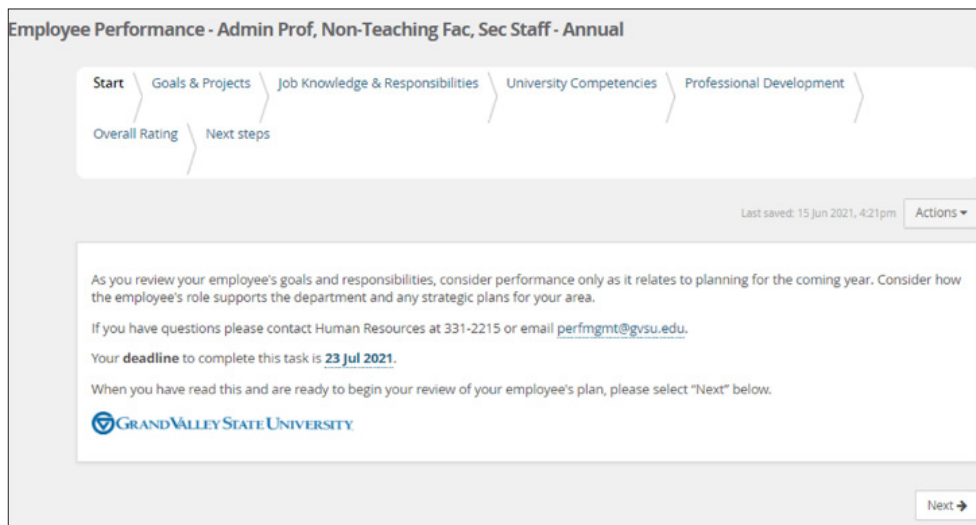 Employee Performance - Admin Prof, Non-Teaching Fac, Sec Staff - Annual
Start Goals & Projects Job Knowledge & Responsibilities University Competencies Professional Development
Overall Rating Next steps
Last saved: 15 Jun 2021, 4:21pm Actions
As you review your employee's goals and responsibilities, consider performance only as it relates to planning for the coming year. Consider how
the employee's role supports the department and any strategic plans for your area.
If you have questions please contact Human Resources at 331-2215 or email perfmgmt@gvsu.edu.
Your deadline to complete this task is 23 Jul 2021.
When you have read this and are ready to begin your review of your employee's plan, please select "Next" below.
GRAND VALLEY STATE UNIVERSITY
Next